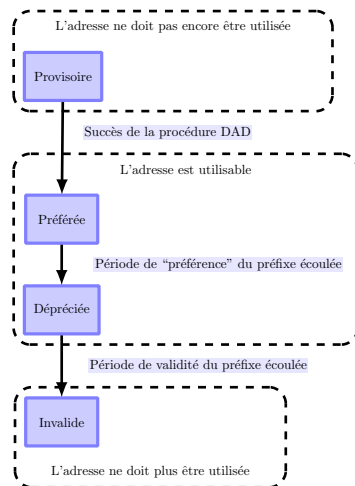 L'adresse ne doit pas encore être utilisée
Provisoire
Succès de la procédure DAD
L'adresse est utilisable
Préférée
Période de “préférence” du préfixe écoulée
Dépréciée
Période de validité du préfixe écoulée
Invalide
L'adresse ne doit plus être utilisée